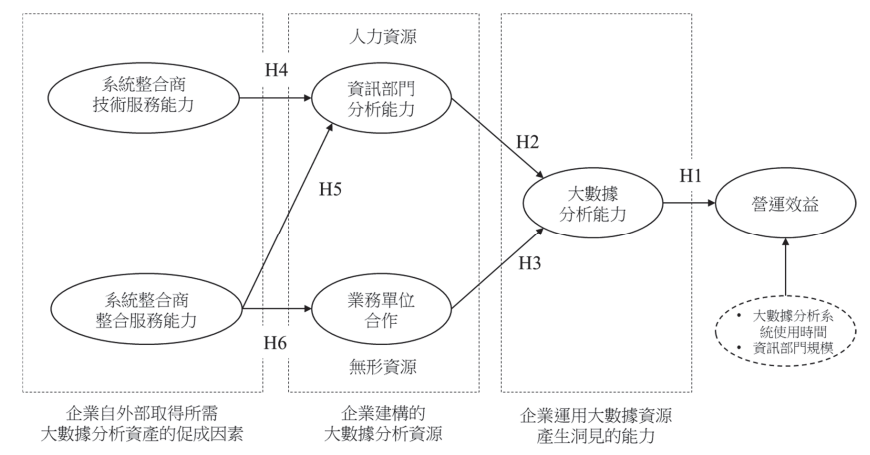 人力資源
系統整合商
技術服務能力
H4
資訊部門
分析能力
H2
H5
大數據
分析能力
H1
營運效益
H3
系統整合商
整合服務能力
H6
業務單位
合作
無形資源
• 大數據分析系
統使用時間
• 資訊部門規模
企業自外部取得所需
大數據分析資產的促成因素
企業建構的
大數據分析資源
企業運用大數據資源
產生洞見的能力